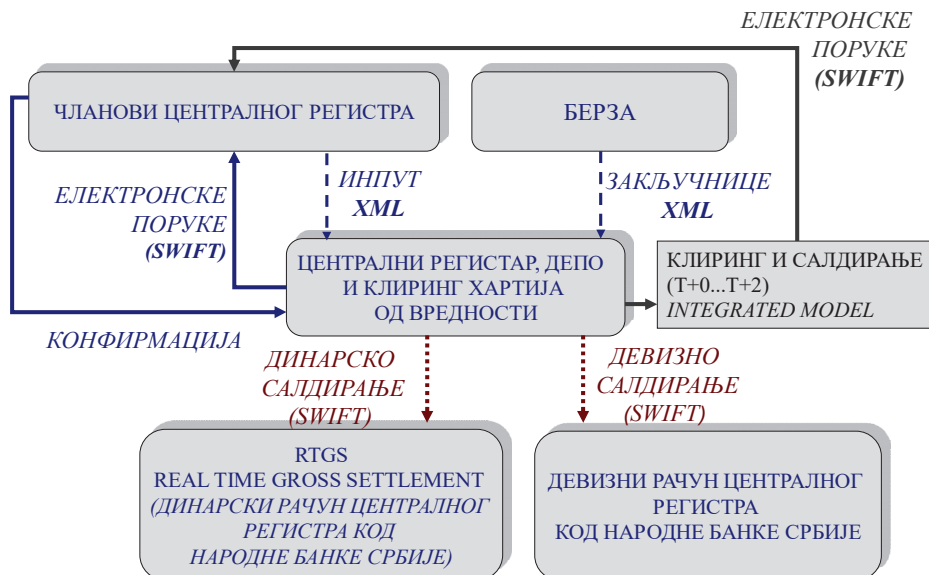 ЕЛЕКТРОНСКЕ
ПОРУКЕ
(SWIFT)
ЧЛАНОВИ ЦЕНТРАЛНОГ РЕГИСТРА
БЕРЗА
ЕЛЕКТРОНСКЕ
ПОРУКЕ
(SWIFT)
ИНПУТ
XML
ЗАКЉУЧНИЦЕ
XML
ЦЕНТРАЛНИ РЕГИСТАР, ДЕПО
И КЛИРИНГ ХАРТИЈА
ОД ВРЕДНОСТИ
КЛИРИНГ И САЛДИРАЊЕ
(Т+0...Т+2)
INTEGRATED MODEL
КОНФИРМАЦИЈА
ДИНАРСКО
САЛДИРАЊЕ
(SWIFT)
ДЕВИЗНО
САЛДИРАЊЕ
(SWIFT)
RTGS
REAL TIME GROSS SETTLEMENT
(ДИНАРСКИ РАЧУН ЦЕНТРАЛНОГ
РЕГИСТРА КОД
НАРОДНЕ БАНКЕ СРБИЈЕ)
ДЕВИЗНИ РАЧУН ЦЕНТРАЛНОГ
РЕГИСТРА
КОД НАРОДНЕ БАНКЕ СРБИЈЕ